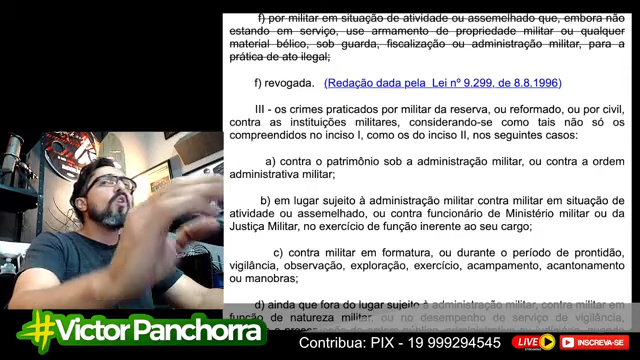 f) por militar em situação de atividade ou assemelhado que, embora não
estando em serviço, use armamento de propriedade militar ou qualquer
material bélico, sob guarda, fiscalização ou administração militar, para a
prática de ato ilegal;
f) revogada. (Redação dada pela Lei nº 9.299, de 8.8.1996)
III - os crimes praticados por militar da reserva, ou reformado, ou por civil,
contra as instituições militares, considerando-se como tais não só os
compreendidos no inciso I, como os do inciso II, nos seguintes casos:
a) contra o patrimônio sob a administração militar, ou contra a ordem
administrativa militar;
b) em lugar sujeito à administração militar contra militar em situação de
atividade ou assemelhado, ou contra funcionário de Ministério militar ou da
Justiça Militar, no exercício de função inerente ao seu cargo;
c) contra militar em formatura, ou durante o período de prontidão,
vigilância, observação, exploração, exercício, acampamento, acantonamento
ou manobras;
d) ainda que fora do lugar sujeito à administração militar, contra militar em
função de natureza militar, ou no desempenho de serviço de vigilância,
#VictorPanchorra
Contribua: PIX - 19 999294545
LIVE
INSCREVA-SE